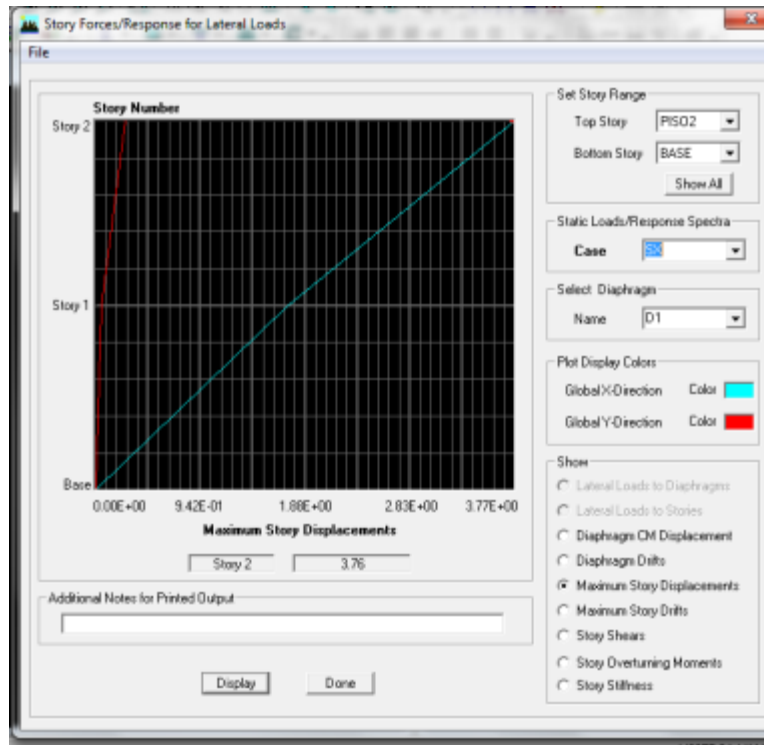 Story Forces/Response for Lateral Loads
File
Story Number
Story 2
Story 1
Base
0.00E+00 9.42E-01 1.88E+00 2.83E+00 3.77E+00
Maximum Story Displacements
Story 2 3.76
Additional Notes for Printed Output
Display Done
Set Story Range
Top Story PISO2
Bottom Story BASE
Show All
Static Loads/Response Spectra
Case SX
Select Diaphragm
Name D1
Plot Display Colors
Global X-Direction Color
Global Y-Direction Color
Show
Lateral Loads to Diaphragms
Lateral Loads to Stories
Diaphragm CM Displacement
Diaphragm Drifts
Maximum Story Displacements
Maximum Story Drifts
Story Shears
Story Overturning Moments
Story Stiffness